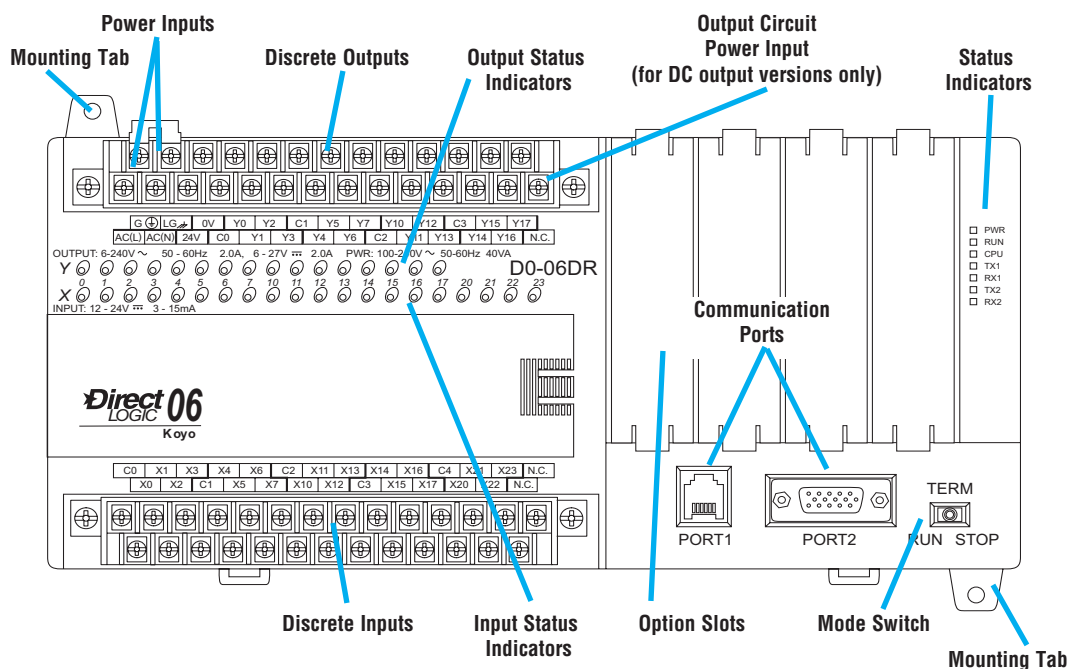 Power Inputs
Mounting Tab
Discrete Outputs
Output Status
Indicators
Output Circuit
Power Input
(for DC output versions only)
Status
Indicators
G LG 0V Y0 Y2 C1 Y5 Y7 Y10 Y12 C3 Y15 Y17
AC(L) AC(N) 24V C0 Y1 Y3 Y4 Y6 C2 Y11 Y13 Y14 Y16 N.C.
OUTPUT: 6-240V ~ 50 - 60Hz 2.0A, 6 - 27V ⎓ 2.0A PWR: 100-240V ~ 50-60Hz 40VA
Y
D0-06DR
0 1 2 3 4 5 6 7 10 11 12 13 14 15 16 17 20 21 22 23
X
INPUT: 12 - 24V ⎓ 3 - 15mA
PWR
RUN
CPU
TX1
RX1
TX2
RX2
Communication
Ports
Direct
LOGIC 06
Koyo
C0 X1 X3 X4 X6 C2 X11 X13 X14 X16 C4 X21 X23 N.C.
X0 X2 C1 X5 X7 X10 X12 C3 X15 X17 X20 X22 N.C.
TERM
PORT1
PORT2
RUN STOP
Discrete Inputs
Input Status
Indicators
Option Slots
Mode Switch
Mounting Tab